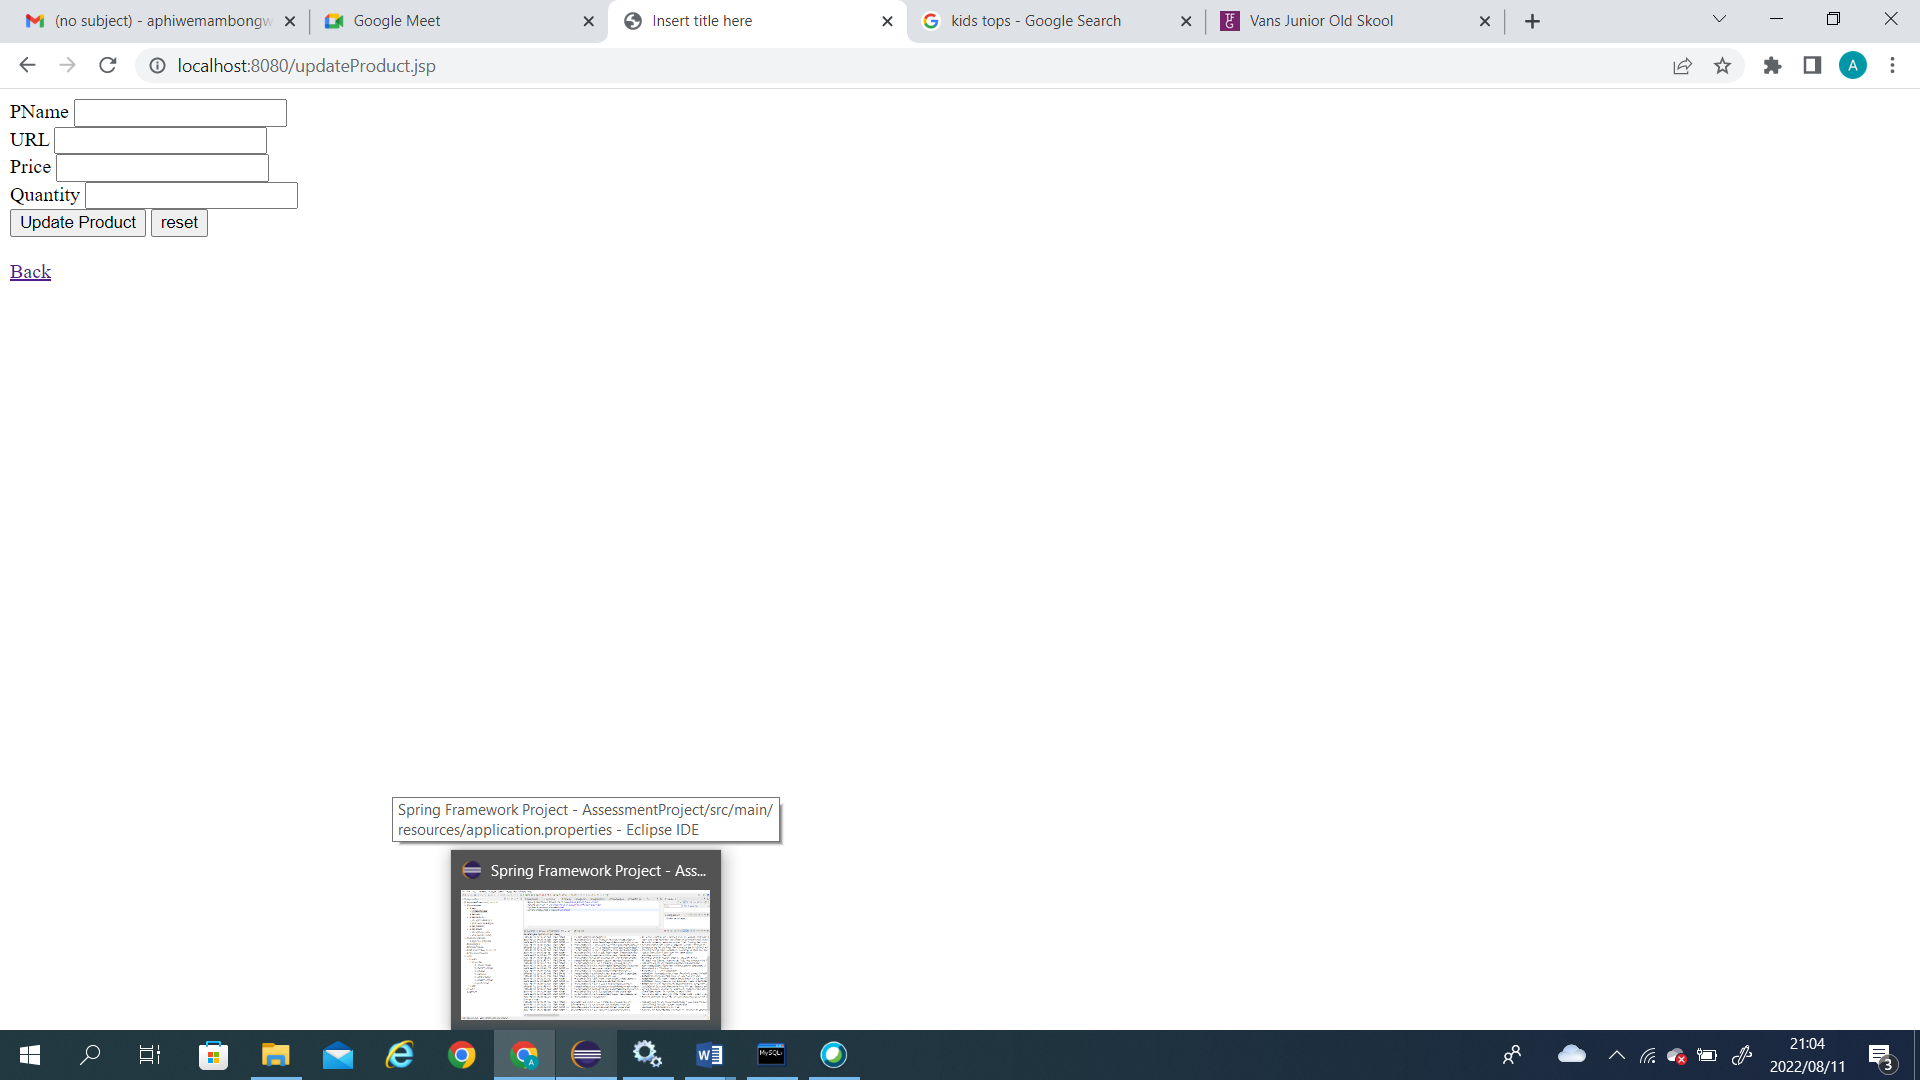 (no subject) - aphiwemambongw
Google Meet
Insert title here
kids tops - Google Search
Vans Junior Old Skool
localhost:8080/updateProduct.jsp
A
PName
URL
Price
Quantity
Update Product reset
Back
Spring Framework Project - AssessmentProject/src/main/
resources/application.properties - Eclipse IDE
Spring Framework Project - Ass...
21:04
2022/08/11
3